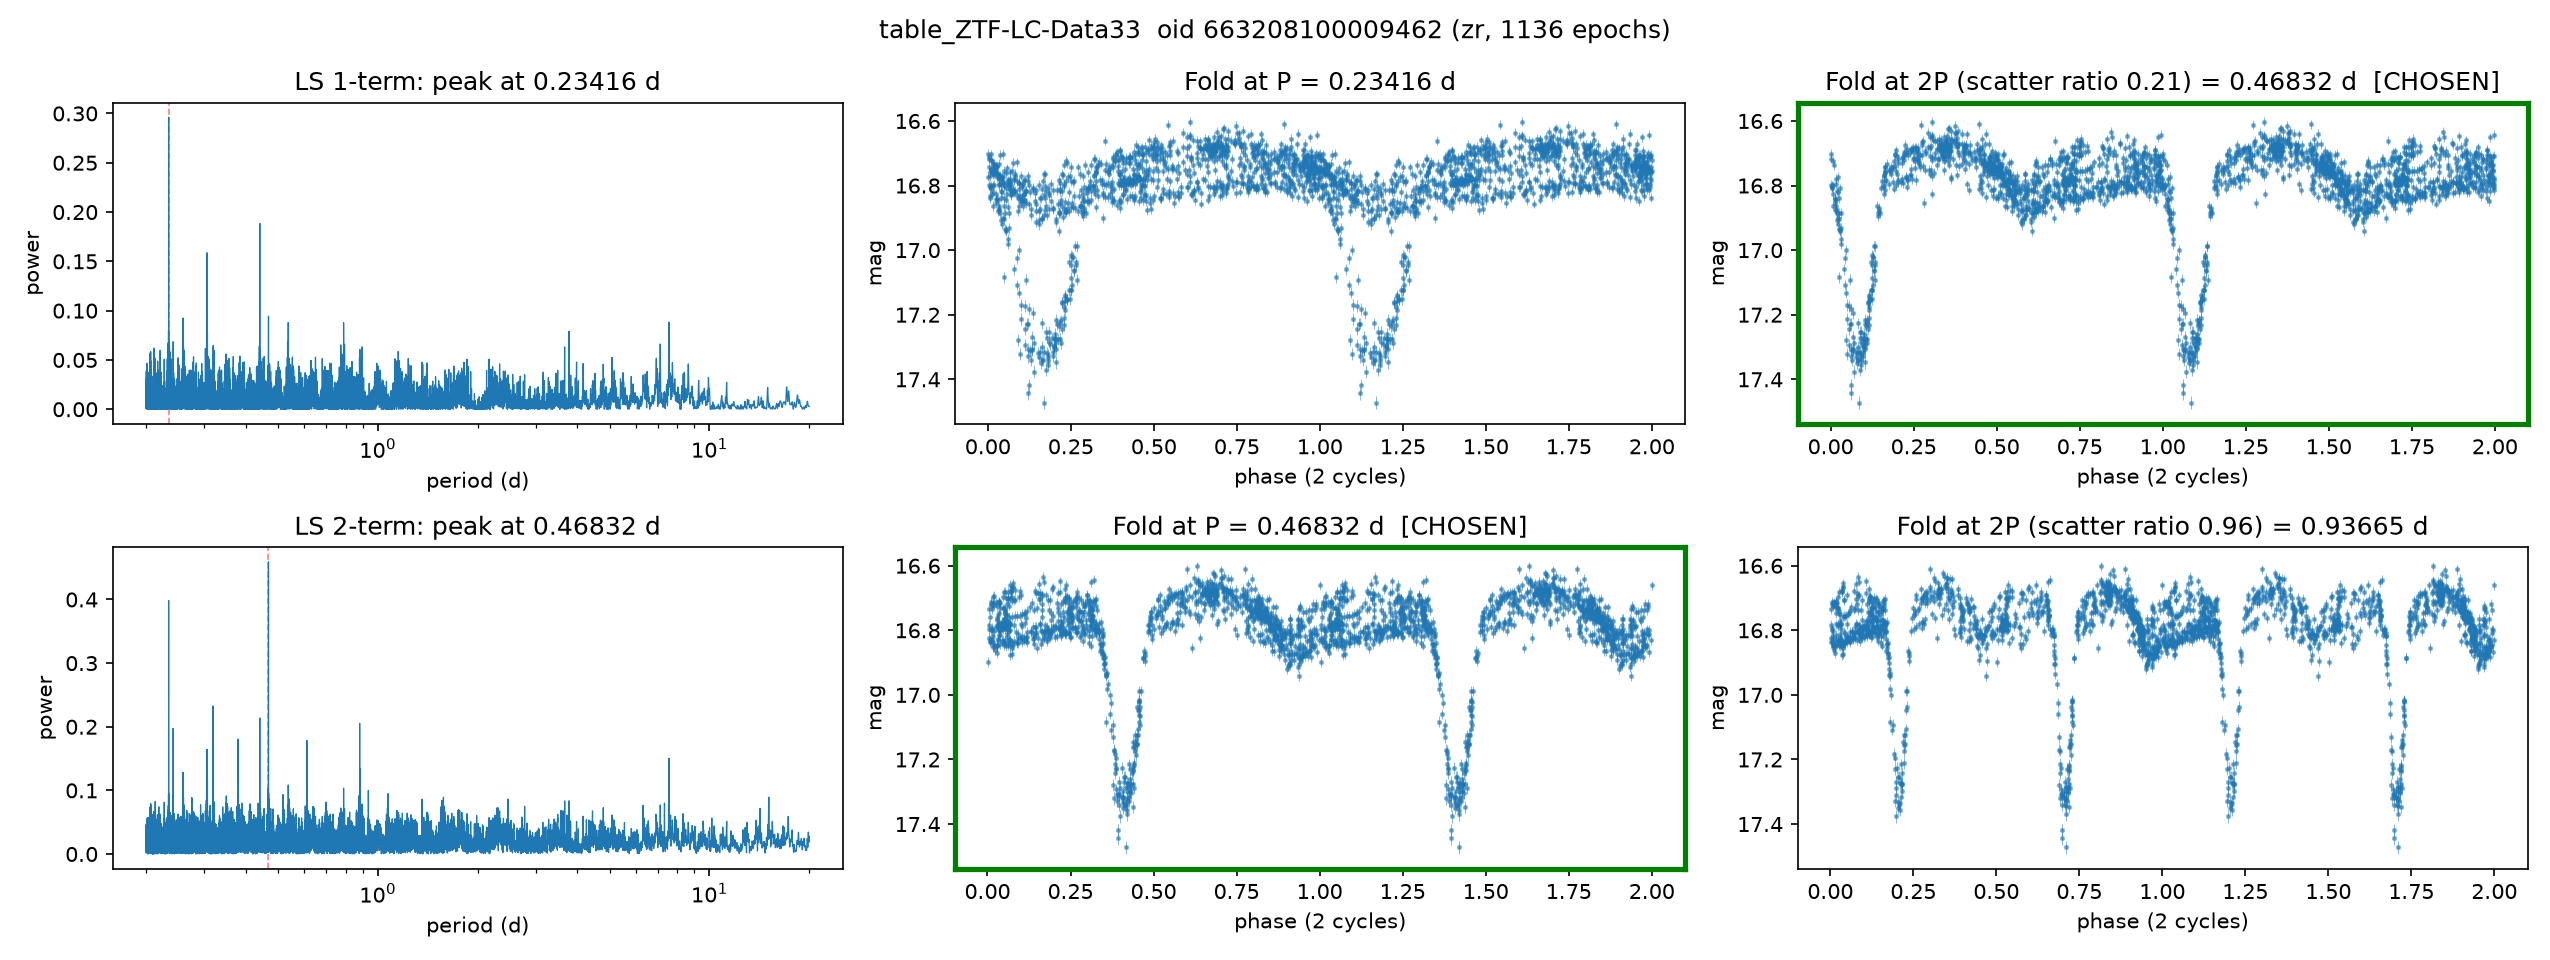 table_ZTF-LC-Data33 oid 663208100009462 (zr, 1136 epochs)
LS 1-term: peak at 0.23416 d
power
0.30
0.25
0.20
0.15
0.10
0.05
0.00
10⁰
10¹
period (d)
Fold at P = 0.23416 d
mag
16.6
16.8
17.0
17.2
17.4
0.00 0.25 0.50 0.75 1.00 1.25 1.50 1.75 2.00
phase (2 cycles)
Fold at 2P (scatter ratio 0.21) = 0.46832 d [CHOSEN]
mag
16.6
16.8
17.0
17.2
17.4
0.00 0.25 0.50 0.75 1.00 1.25 1.50 1.75 2.00
phase (2 cycles)
LS 2-term: peak at 0.46832 d
power
0.4
0.3
0.2
0.1
0.0
10⁰
10¹
period (d)
Fold at P = 0.46832 d [CHOSEN]
mag
16.6
16.8
17.0
17.2
17.4
0.00 0.25 0.50 0.75 1.00 1.25 1.50 1.75 2.00
phase (2 cycles)
Fold at 2P (scatter ratio 0.96) = 0.93665 d
mag
16.6
16.8
17.0
17.2
17.4
0.00 0.25 0.50 0.75 1.00 1.25 1.50 1.75 2.00
phase (2 cycles)